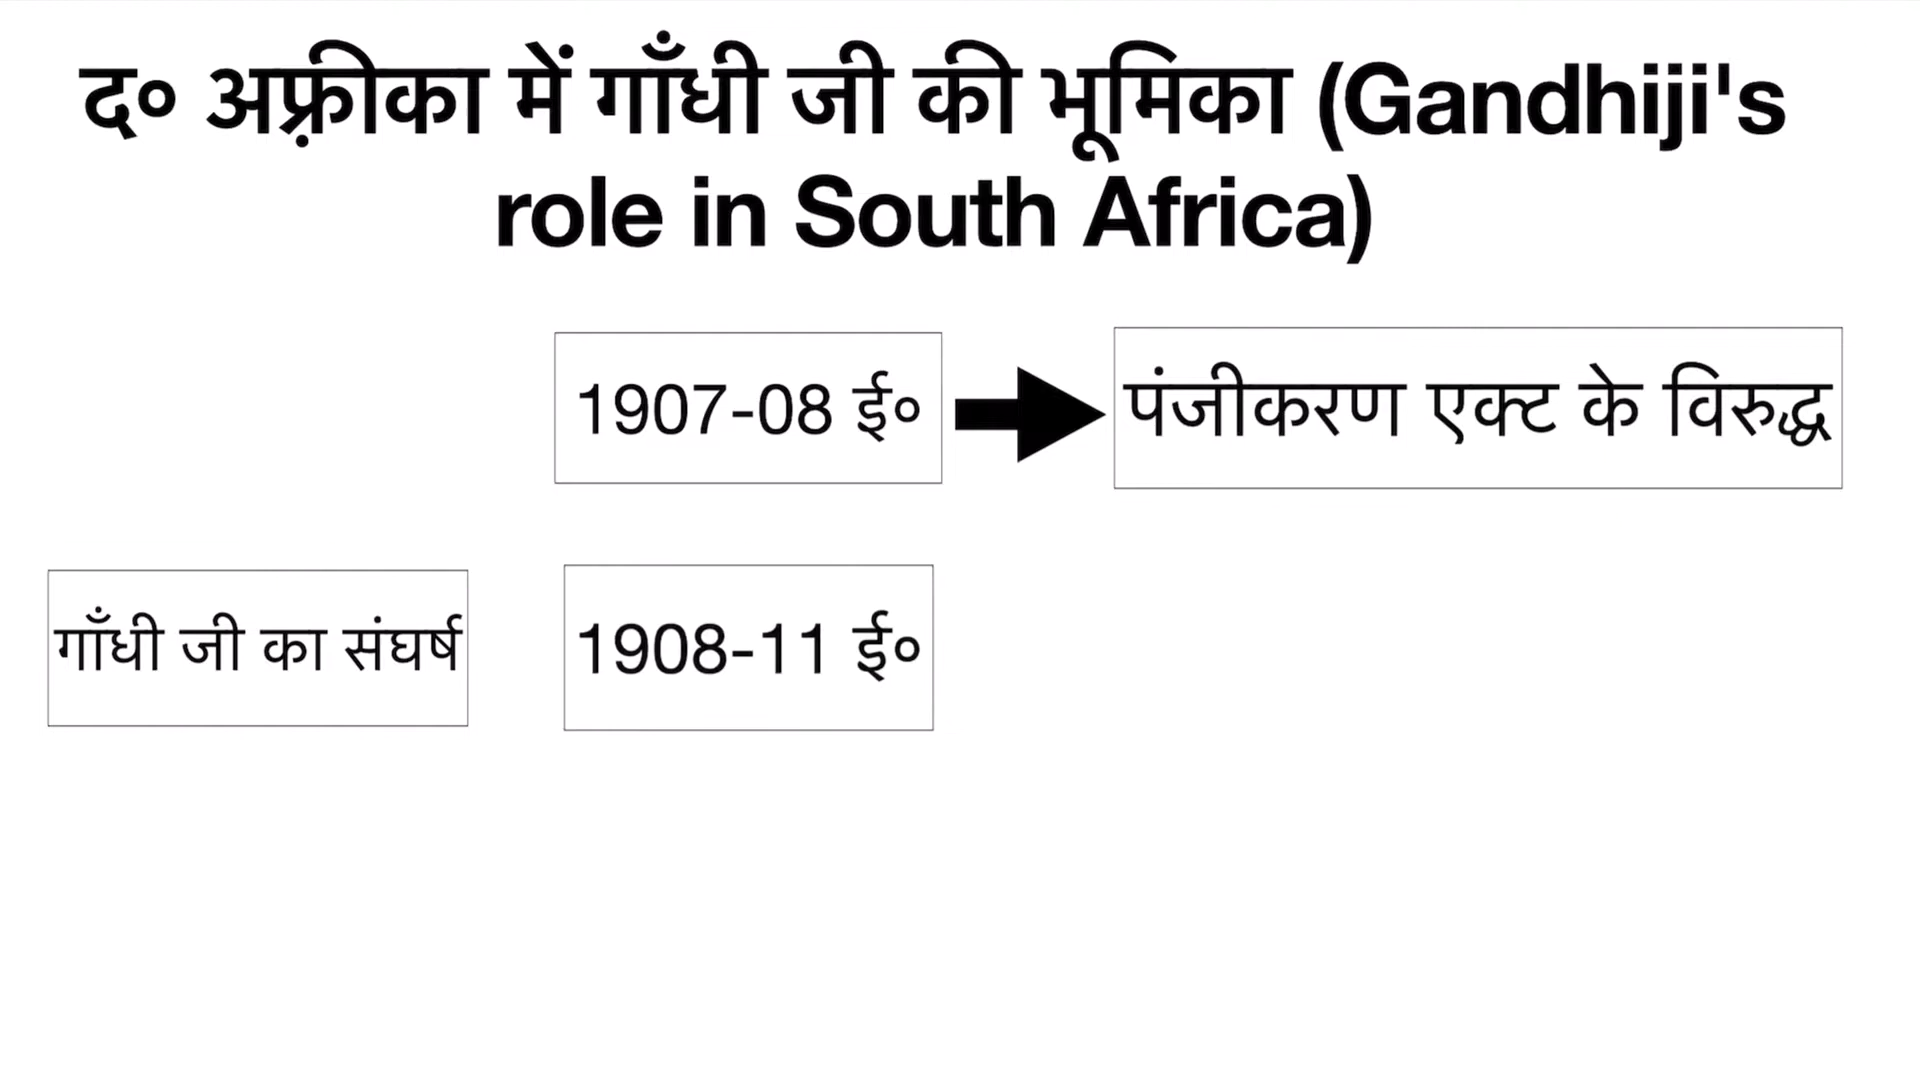 द० अफ़्रीका में गाँधी जी की भूमिका (Gandhiji's
role in South Africa)
1907-08 ई०
पंजीकरण एक्ट के विरुद्ध
गाँधी जी का संघर्ष
1908-11 ई०